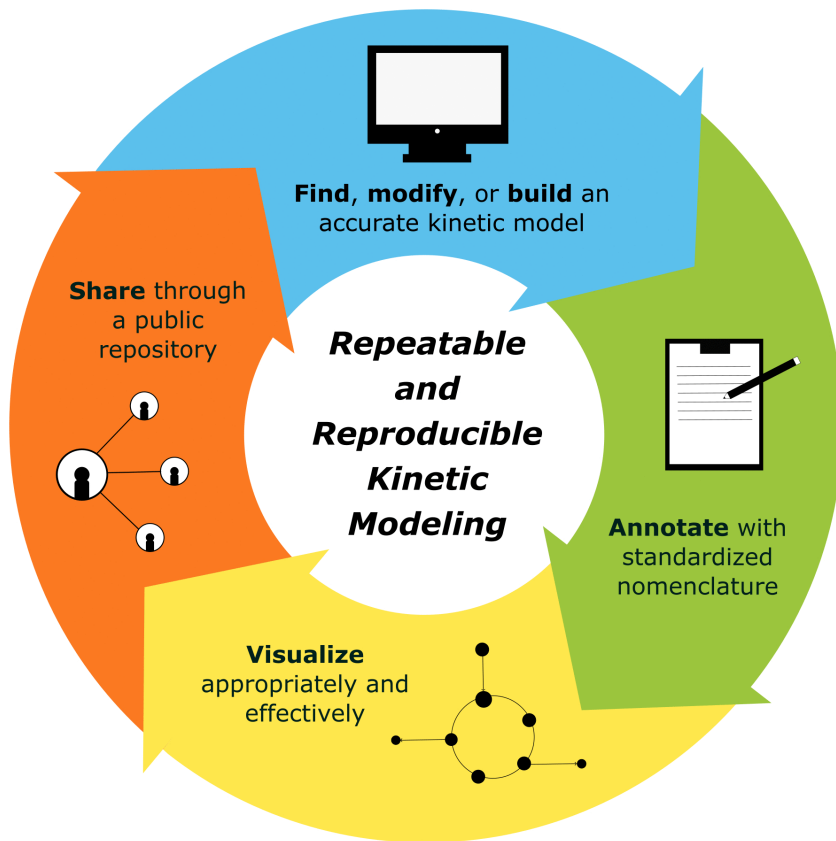 Find, modify, or build an
accurate kinetic model
Share through
a public
repository
Repeatable
and
Reproducible
Kinetic
Modeling
Annotate with
standardized
nomenclature
Visualize
appropriately and
effectively